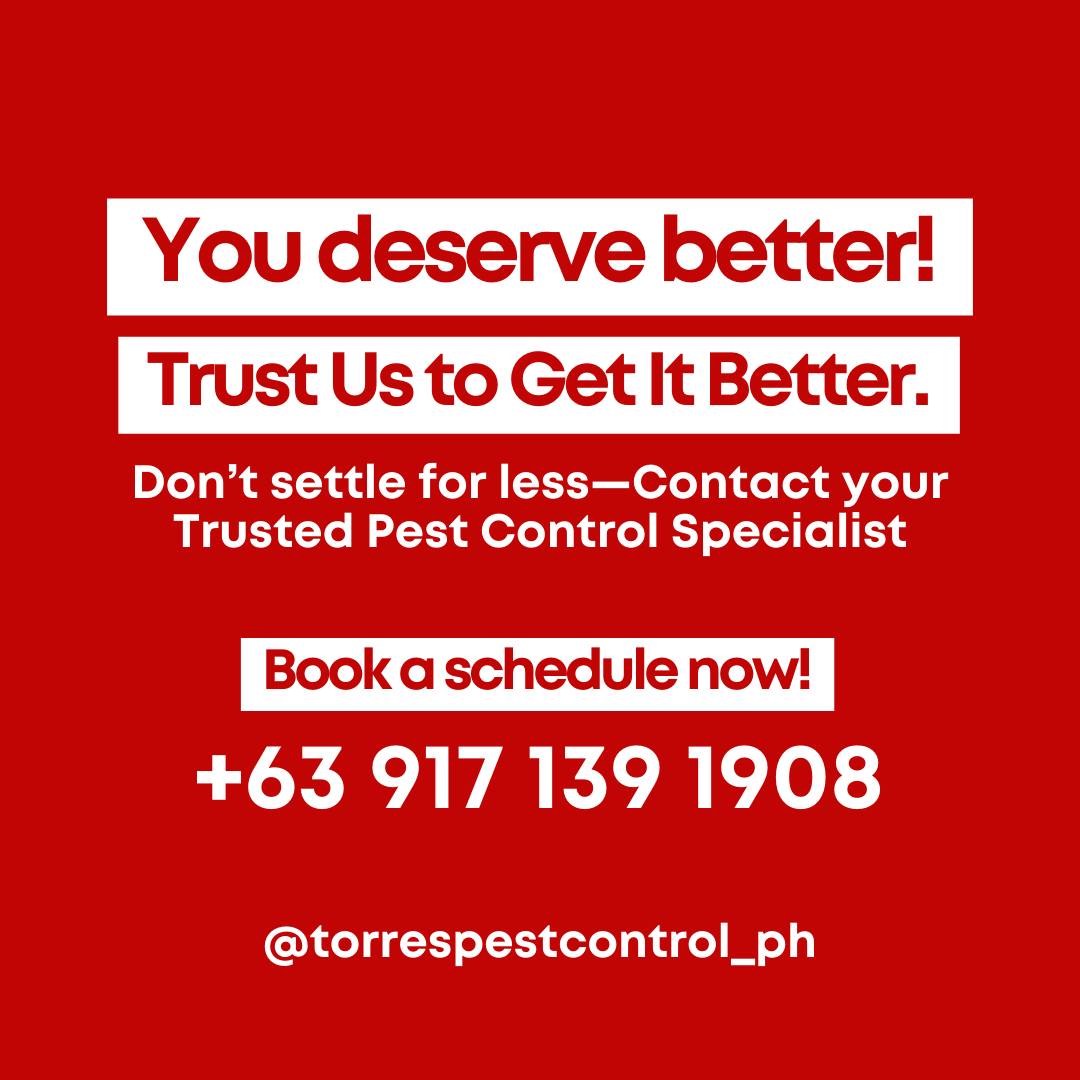 You deserve better!
Trust Us to Get It Better.
Don’t settle for less—Contact your
Trusted Pest Control Specialist
Book a schedule now!
+63 917 139 1908
@torrespestcontrol_ph